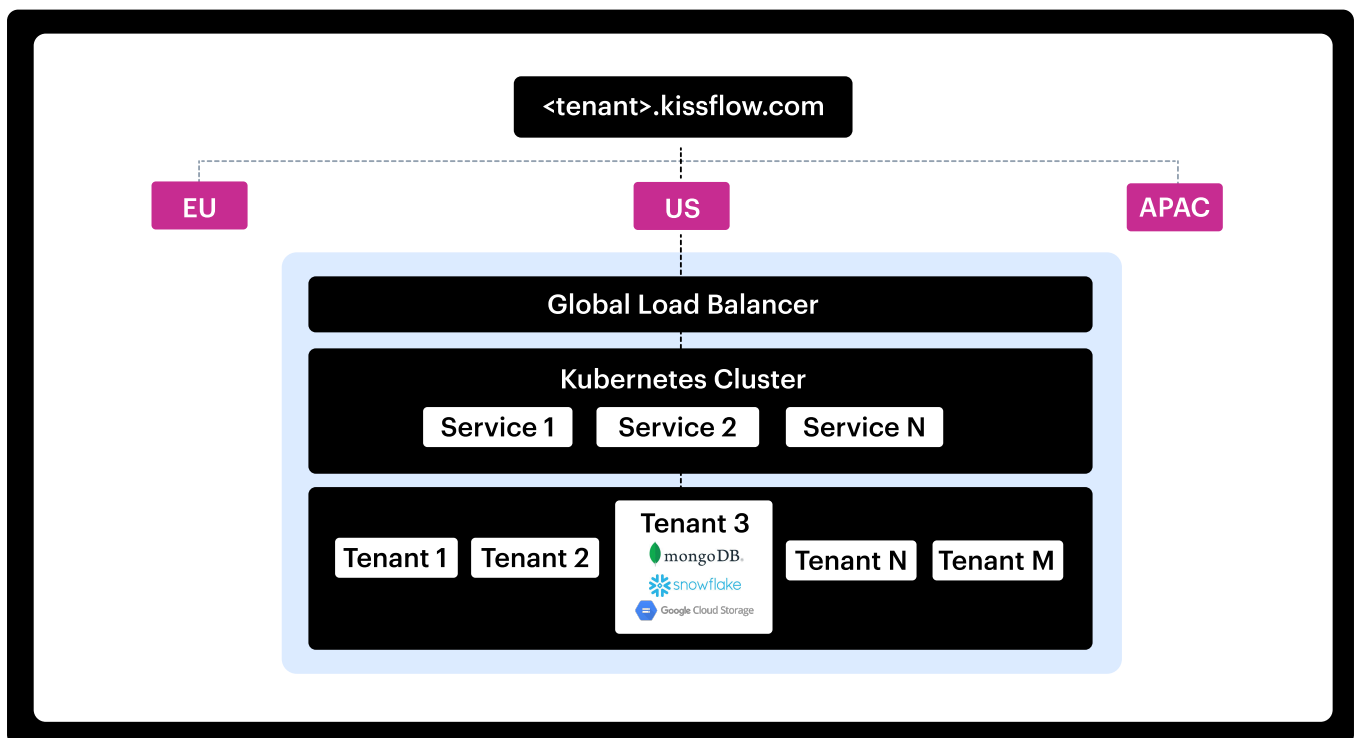 <tenant>.kissflow.com
EU
US
APAC
Global Load Balancer
Kubernetes Cluster
Service 1
Service 2
Service N
Tenant 1
Tenant 2
Tenant 3
mongoDB®
snowflake
Google Cloud Storage
Tenant N
Tenant M